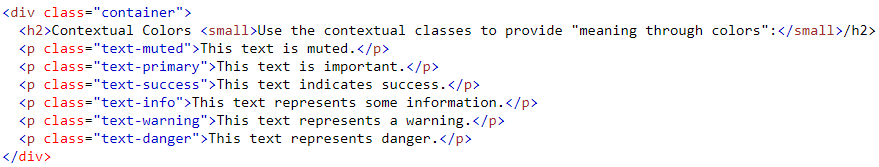 <div class="container">
<h2>Contextual Colors <small>Use the contextual classes to provide "meaning through colors":</small>/h2>
<p class="text-muted">This text is muted.</p>
<p class="text-primary">This text is important.</p>
<p class="text-success">This text indicates success.</p>
<p class="text-info">This text represents some information.</p>
<p class="text-warning">This text represents a warning.</p>
<p class="text-danger">This text represents danger.</p>
</div>